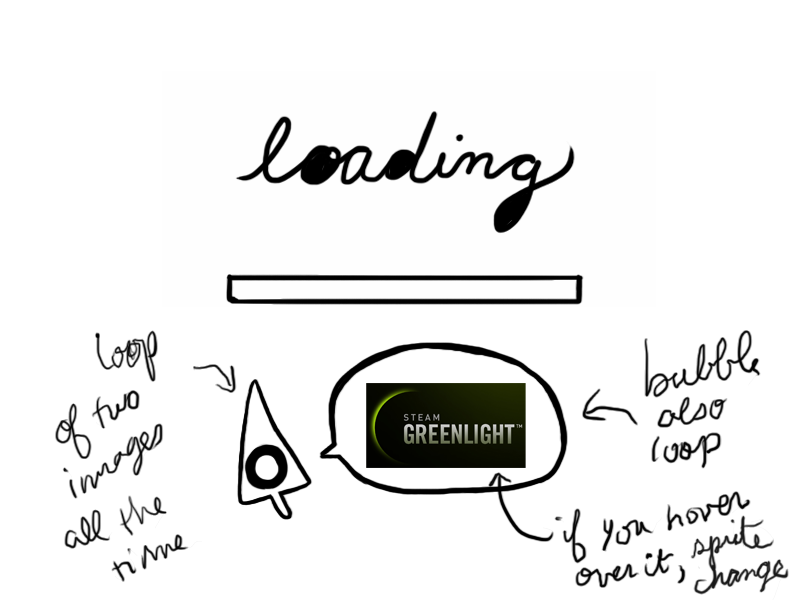 loading
loop
of two
images
all the
time
STEAM
GREENLIGHT™
bubble
also
loop
if you hover
over it, sprite
change